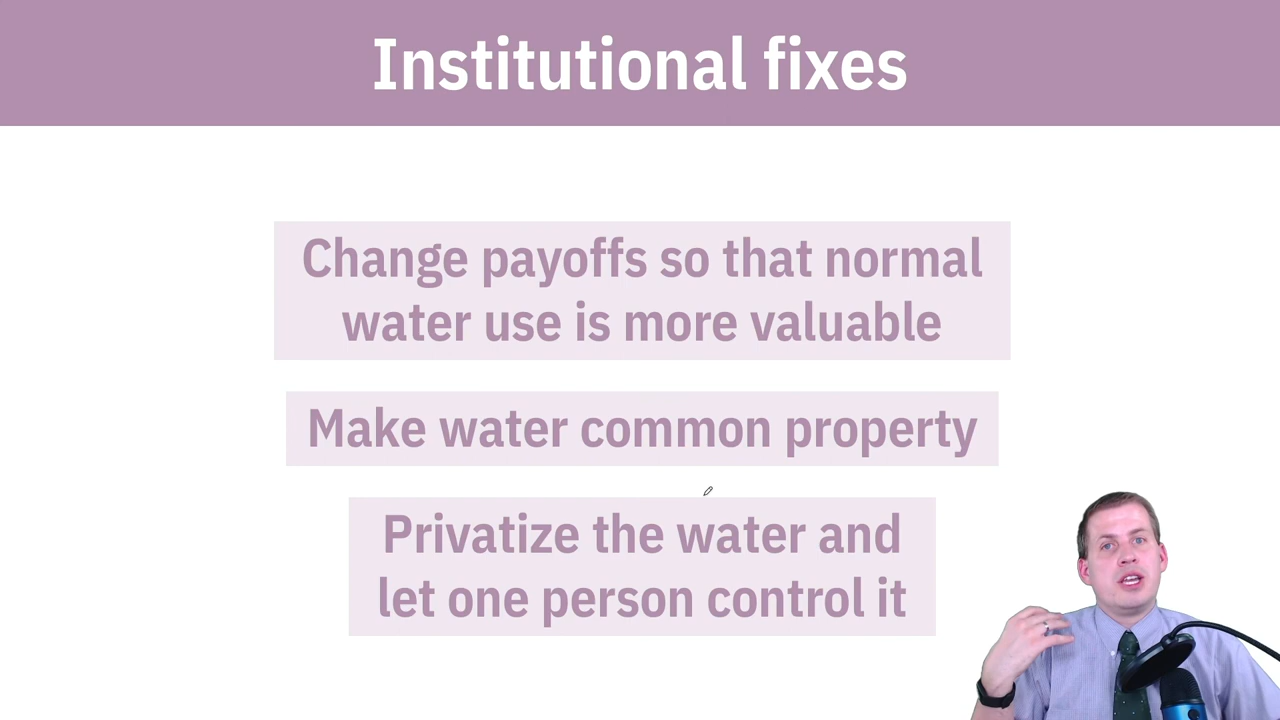 Institutional fixes
Change payoffs so that normal
water use is more valuable
Make water common property
Privatize the water and
let one person control it